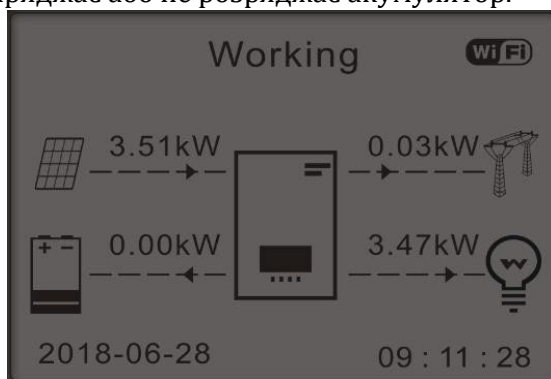 або не розряджає акумулятор.
Working
WiFi
3.51kW 0.03kW
+ −
0.00kW 3.47kW
2018-06-28 09 : 11 : 28